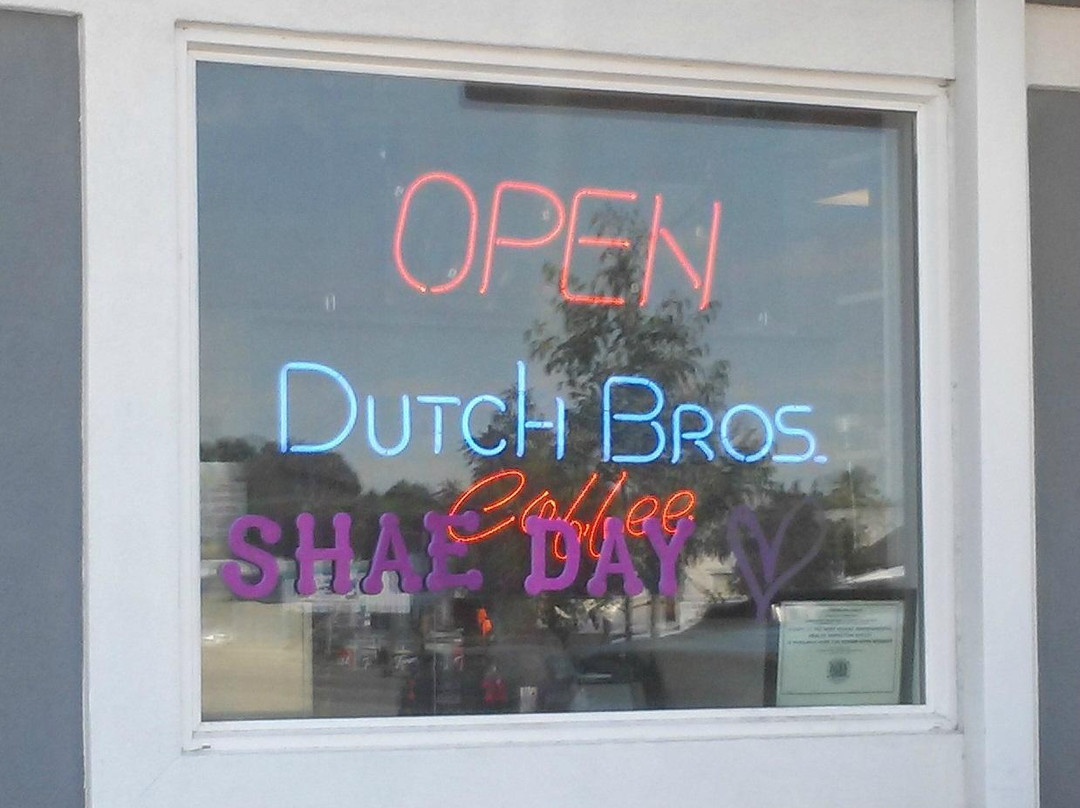 OPEN
DUTCH BROS.
Coffee
SHAE DAY